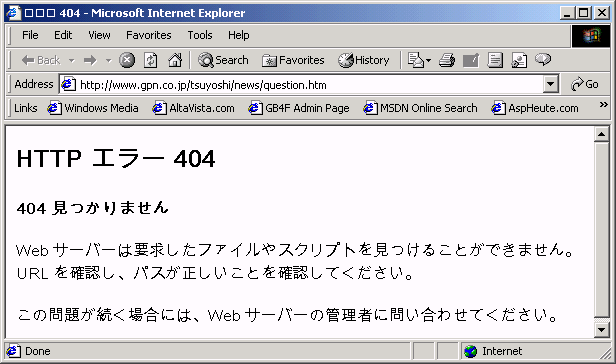 □□□ 404 - Microsoft Internet Explorer
File Edit View Favorites Tools Help
Back Search Favorites History
Address http://www.gpn.co.jp/tsuyoshi/news/question.htm Go
Links Windows Media AltaVista.com GB4F Admin Page MSDN Online Search AspHeute.com »
HTTP エラー 404
404 見つかりません
Web サーバーは要求したファイルやスクリプトを見つけることができません。
URL を確認し、パスが正しいことを確認してください。
この問題が続く場合には、Web サーバーの管理者に問い合わせてください。
Done Internet